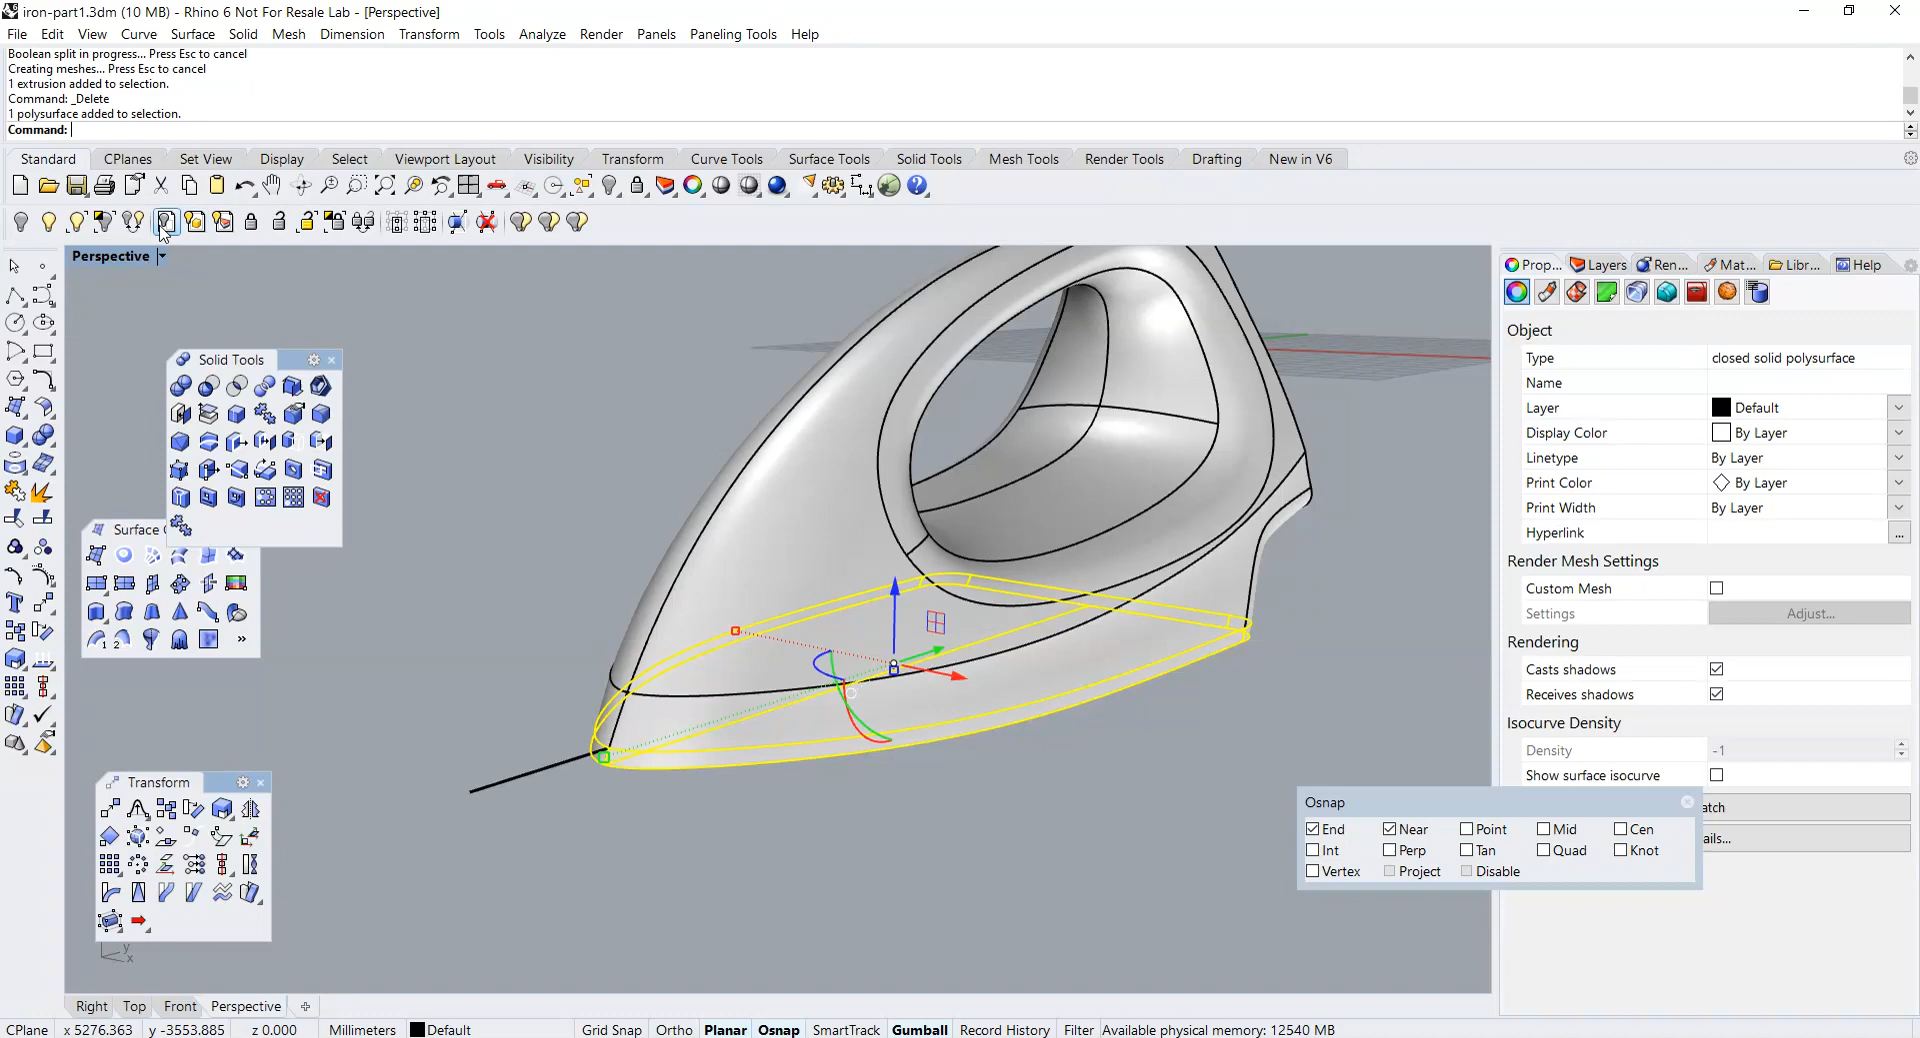 iron-part1.3dm (10 MB) - Rhino 6 Not For Resale Lab - [Perspective]
File Edit View Curve Surface Solid Mesh Dimension Transform Tools Analyze Render Panels Paneling Tools Help
Boolean split in progress... Press Esc to cancel
Creating meshes... Press Esc to cancel
1 extrusion added to selection.
Command: _Delete
1 polysurface added to selection.
Command:
Standard CPlanes Set View Display Select Viewport Layout Visibility Transform Curve Tools Surface Tools Solid Tools Mesh Tools Render Tools Drafting New in V6
Perspective
Prop... Layers Ren... Mat... Libr... Help
Object
Type closed solid polysurface
Name
Layer Default
Display Color By Layer
Linetype By Layer
Print Color By Layer
Print Width By Layer
Hyperlink ...
Render Mesh Settings
Custom Mesh
Settings Adjust...
Rendering
Casts shadows
Receives shadows
Isocurve Density
Density -1
Show surface isocurve
atch
ails...
Solid Tools
Surface
1 2 »
Transform
Osnap
End Near Point Mid Cen
Int Perp Tan Quad Knot
Vertex Project Disable
y
x
Right Top Front Perspective
CPlane x 5276.363 y -3553.885 z 0.000 Millimeters Default Grid Snap Ortho Planar Osnap SmartTrack Gumball Record History Filter Available physical memory: 12540 MB